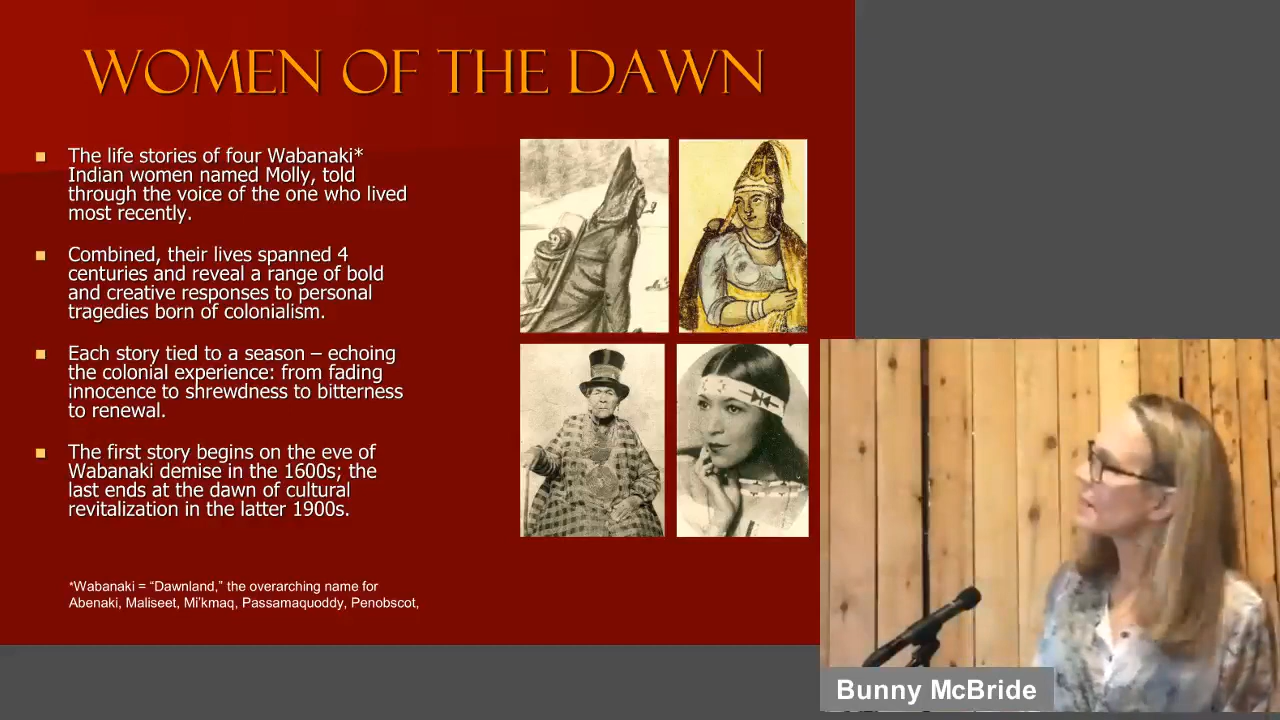 WOMEN OF THE DAWN
■ The life stories of four Wabanaki*
Indian women named Molly, told
through the voice of the one who lived
most recently.
■ Combined, their lives spanned 4
centuries and reveal a range of bold
and creative responses to personal
tragedies born of colonialism.
■ Each story tied to a season – echoing
the colonial experience: from fading
innocence to shrewdness to bitterness
to renewal.
■ The first story begins on the eve of
Wabanaki demise in the 1600s; the
last ends at the dawn of cultural
revitalization in the latter 1900s.
*Wabanaki = “Dawnland,” the overarching name for
Abenaki, Maliseet, Mi’kmaq, Passamaquoddy, Penobscot,
Bunny McBride